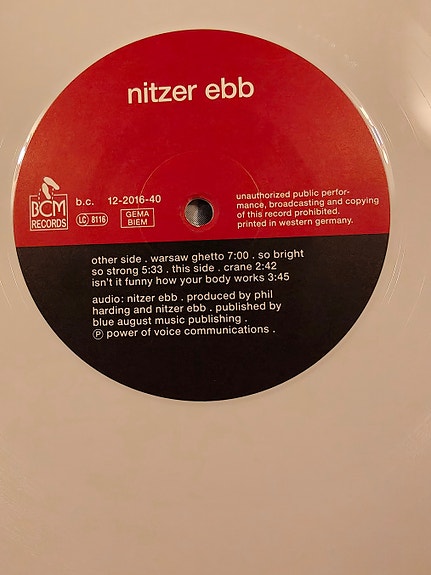 nitzer ebb
BCM
RECORDS
b.c. 12-2016-40
LC 8116
GEMA
BIEM
unauthorized public perfor-
mance, broadcasting and copying
of this record prohibited.
printed in western germany.
other side . warsaw ghetto 7:00 . so bright
so strong 5:33 . this side . crane 2:42
isn't it funny how your body works 3:45
audio: nitzer ebb . produced by phil
harding and nitzer ebb . published by
blue august music publishing .
Ⓟ power of voice communications .